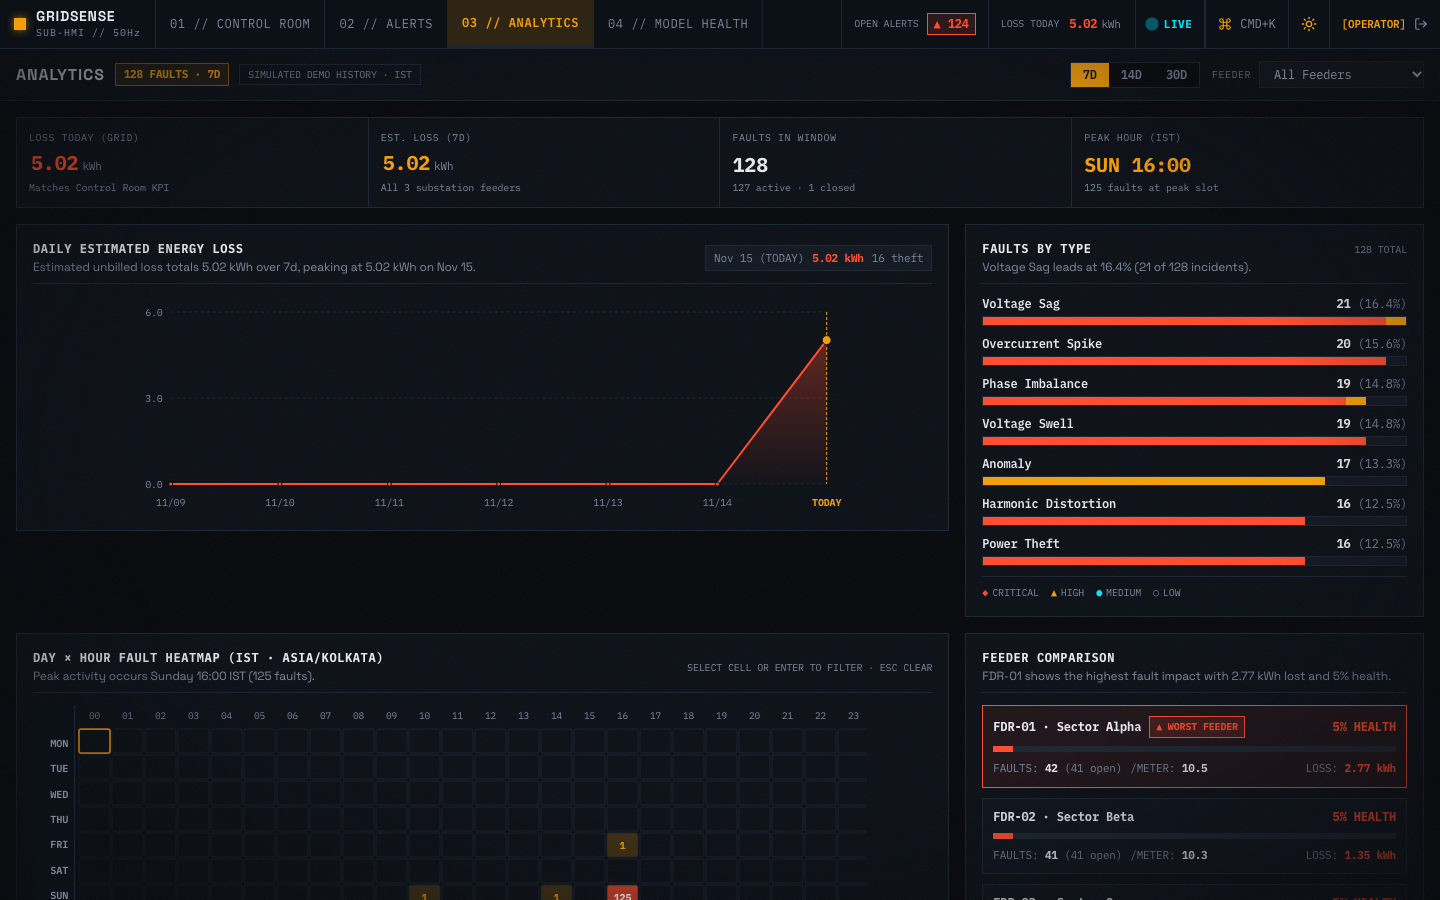 GRIDSENSE
SUB-HMI // 50Hz
01 // CONTROL ROOM
02 // ALERTS
03 // ANALYTICS
04 // MODEL HEALTH
OPEN ALERTS ▲ 124
LOSS TODAY 5.02 kWh
LIVE
⌘ CMD+K
[OPERATOR]
ANALYTICS
128 FAULTS · 7D
SIMULATED DEMO HISTORY · IST
7D 14D 30D
FEEDER All Feeders
LOSS TODAY (GRID)
5.02 kWh
Matches Control Room KPI
EST. LOSS (7D)
5.02 kWh
All 3 substation feeders
FAULTS IN WINDOW
128
127 active · 1 closed
PEAK HOUR (IST)
SUN 16:00
125 faults at peak slot
DAILY ESTIMATED ENERGY LOSS
Estimated unbilled loss totals 5.02 kWh over 7d, peaking at 5.02 kWh on Nov 15.
Nov 15 (TODAY) 5.02 kWh 16 theft
6.0
3.0
0.0
11/09 11/10 11/11 11/12 11/13 11/14 TODAY
FAULTS BY TYPE
128 TOTAL
Voltage Sag leads at 16.4% (21 of 128 incidents).
Voltage Sag 21 (16.4%)
Overcurrent Spike 20 (15.6%)
Phase Imbalance 19 (14.8%)
Voltage Swell 19 (14.8%)
Anomaly 17 (13.3%)
Harmonic Distortion 16 (12.5%)
Power Theft 16 (12.5%)
◆ CRITICAL ▲ HIGH ● MEDIUM ○ LOW
DAY × HOUR FAULT HEATMAP (IST · ASIA/KOLKATA)
Peak activity occurs Sunday 16:00 IST (125 faults).
SELECT CELL OR ENTER TO FILTER · ESC CLEAR
00 01 02 03 04 05 06 07 08 09 10 11 12 13 14 15 16 17 18 19 20 21 22 23
MON
TUE
WED
THU
FRI 1
SAT
SUN 1 1 125
FEEDER COMPARISON
FDR-01 shows the highest fault impact with 2.77 kWh lost and 5% health.
FDR-01 · Sector Alpha ▲ WORST FEEDER 5% HEALTH
FAULTS: 42 (41 open) /METER: 10.5 LOSS: 2.77 kWh
FDR-02 · Sector Beta 5% HEALTH
FAULTS: 41 (41 open) /METER: 10.3 LOSS: 1.35 kWh